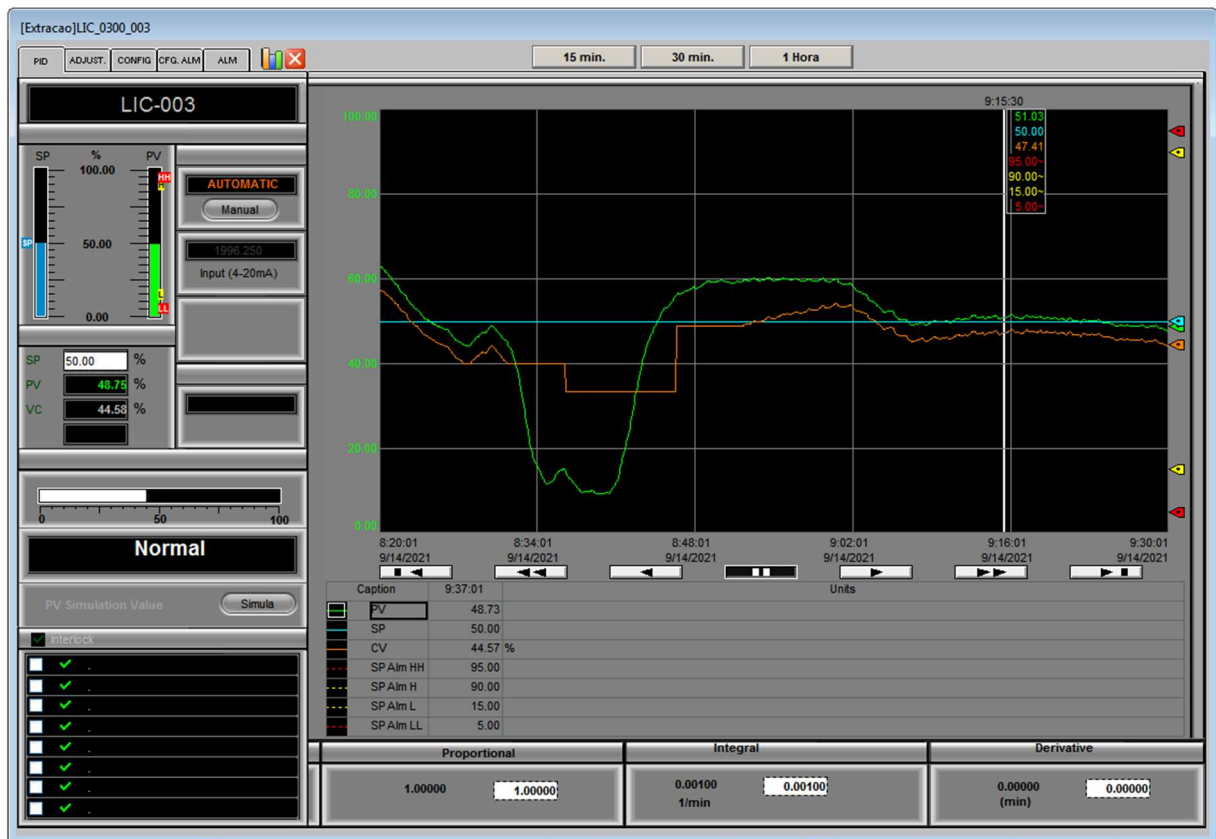 [Extracao]LIC_0300_003
PID ADJUST. CONFIG CFG. ALM ALM
15 min. 30 min. 1 Hora
LIC-003
SP % PV
100.00
HH
H
50.00
SP
L
LL
0.00
AUTOMATIC
Manual
1996.250
Input (4-20mA)
SP 50.00 %
PV 48.75 %
VC 44.58 %
0 50 100
Normal
PV Simulation Value Simula
Interlock
.
.
.
.
.
.
.
.
9:15:30
100.00
80.00
60.00
40.00
20.00
0.00
51.03
50.00
47.41
95.00~
90.00~
15.00~
5.00~
8:20:01 8:34:01 8:48:01 9:02:01 9:16:01 9:30:01
9/14/2021 9/14/2021 9/14/2021 9/14/2021 9/14/2021 9/14/2021
Caption 9:37:01 Units
PV 48.73
SP 50.00
CV 44.57 %
SP Alm HH 95.00
SP Alm H 90.00
SP Alm L 15.00
SP Alm LL 5.00
Proportional Integral Derivative
1.00000 1.00000 0.00100 0.00100 0.00000 0.00000
1/min (min)